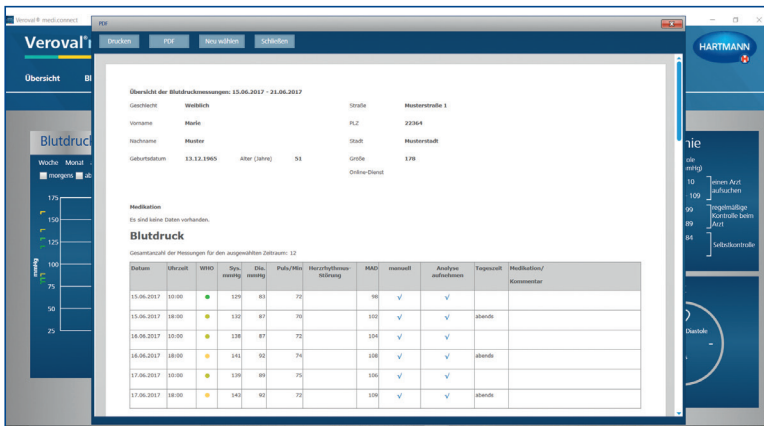 Veroval® medi.connect
PDF
Veroval®
HARTMANN
Drucken PDF Neu wählen Schließen
Übersicht Bl
Übersicht der Blutdruckmessungen: 15.06.2017 - 21.06.2017
Geschlecht Weiblich Straße Musterstraße 1
Vorname Marie PLZ 22364
Nachname Muster Stadt Musterstadt
Geburtsdatum 13.12.1965 Alter (Jahre) 51 Größe 170
Online-Dienst
Medikation
Es sind keine Daten vorhanden.
Blutdruck
Gesamtanzahl der Messungen für den ausgewählten Zeitraum: 12
Datum Uhrzeit WHO Sys. mmHg Dia. mmHg Puls/Min Herzrhythmus-Störung MAD manuell Analyse aufnehmen Tageszeit Medikation/ Kommentar
15.06.2017 10:00 129 83 72 98 √ √
15.06.2017 18:00 132 87 70 102 √ √ abends
16.06.2017 10:00 138 87 72 104 √ √
16.06.2017 18:00 141 92 74 108 √ √ abends
17.06.2017 10:00 139 89 75 106 √ √
17.06.2017 18:00 143 92 72 109 √ √ abends
Blutdruc
Woche Monat
morgens ab
175
150
125
100
75
50
25
mmHg
nie
ole
mHg)
10
- 109
einen Arzt
aufsuchen
99
89
regelmäßige
Kontrolle beim
Arzt
84
Selbstkontrolle
Diastole
-